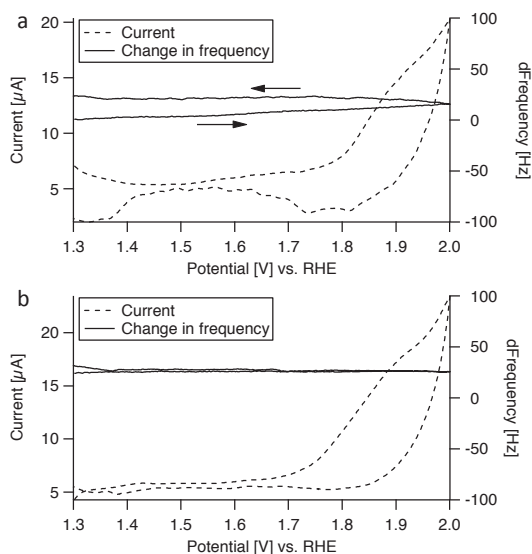 a
Current
Change in frequency
20
15
10
5
Current [µA]
100
50
0
-50
-100
dFrequency [Hz]
1.3 1.4 1.5 1.6 1.7 1.8 1.9 2.0
Potential [V] vs. RHE
b
Current
Change in frequency
20
15
10
5
Current [µA]
100
50
0
-50
-100
dFrequency [Hz]
1.3 1.4 1.5 1.6 1.7 1.8 1.9 2.0
Potential [V] vs. RHE